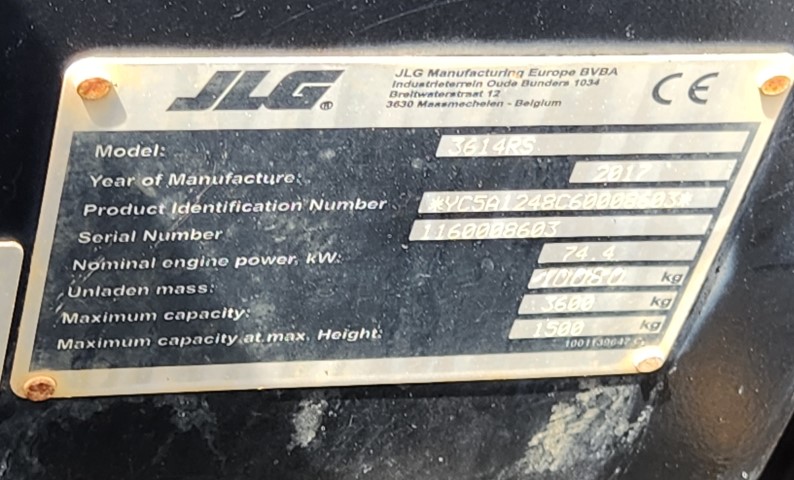 JLG®
JLG Manufacturing Europe BVBA
Industrieterrein Oude Bunders 1034
Breitwaterstraat 12
3630 Maasmechelen - Belgium
CE
Model: 3614RS
Year of Manufacture: 2017
Product Identification Number
Serial Number 1160008603
Nominal engine power, kW: 74.4
Unladen mass: kg
Maximum capacity: 3600 kg
Maximum capacity at max. Height: 1500 kg